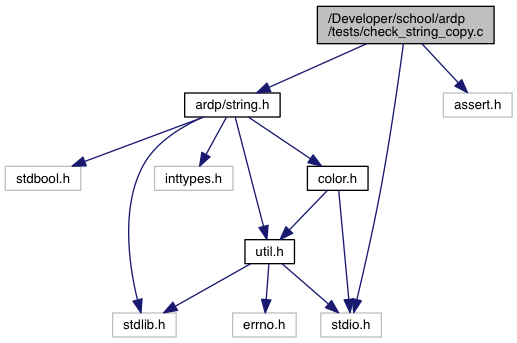 /Developer/school/ardp
/tests/check_string_copy.c
ardp/string.h
assert.h
stdbool.h
inttypes.h
color.h
util.h
stdlib.h
errno.h
stdio.h